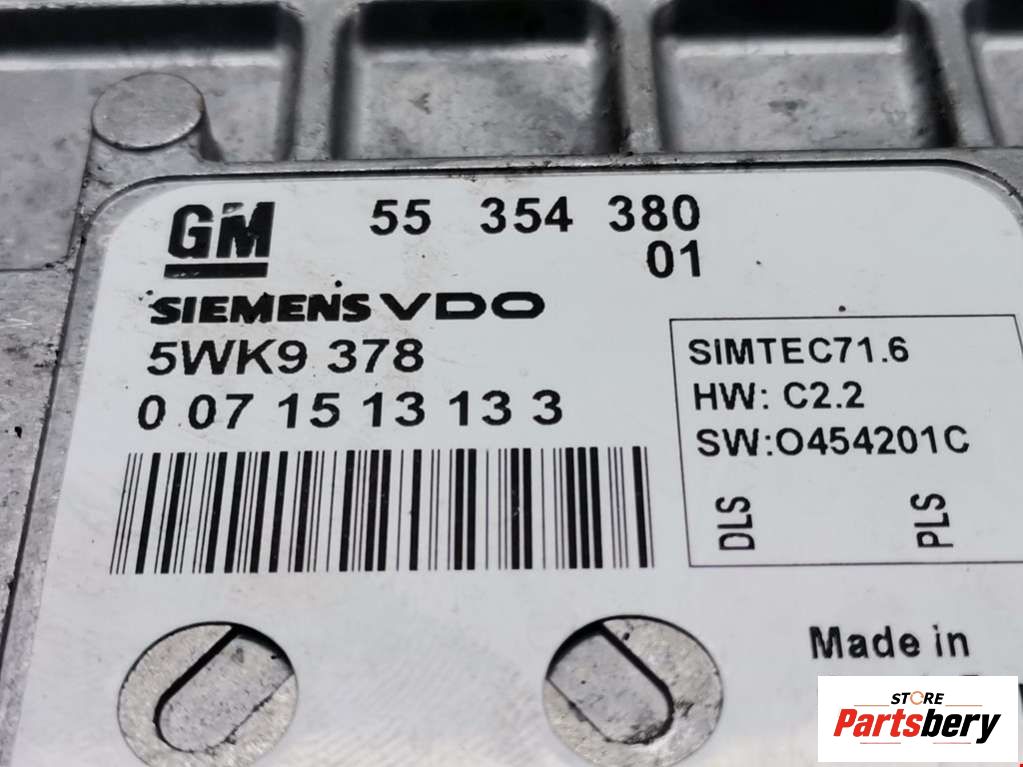 GM 55 354 380
01
SIEMENS VDO
5WK9 378
0 07 15 13 13 3
SIMTEC71.6
HW: C2.2
SW:O454201C
DLS PLS
Made in
STORE
Partsbery